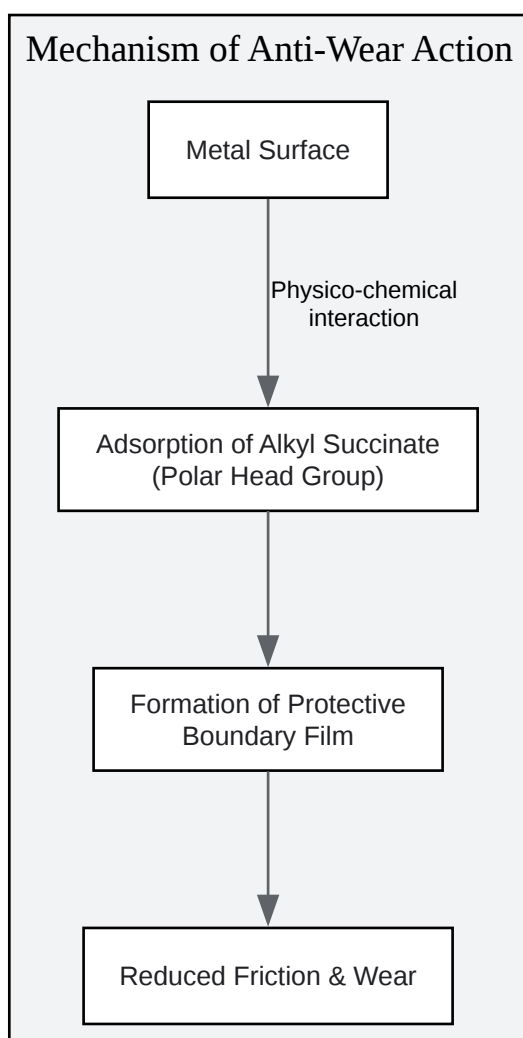 Mechanism of Anti-Wear Action
Metal Surface
Physico-chemical
interaction
Adsorption of Alkyl Succinate
(Polar Head Group)
Formation of Protective
Boundary Film
Reduced Friction & Wear